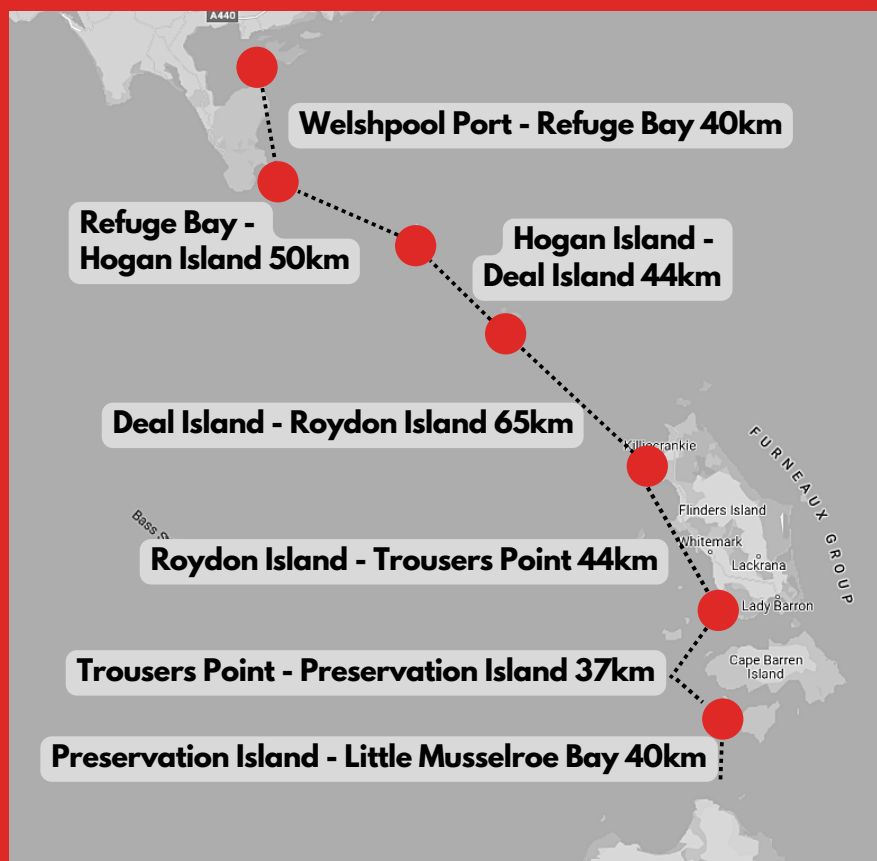 A440
Welshpool Port - Refuge Bay 40km
Refuge Bay -
Hogan Island 50km
Hogan Island -
Deal Island 44km
Deal Island - Roydon Island 65km
Killiecrankie
FURNEAUX GROUP
Flinders Island
Bass
Whitemark
Roydon Island - Trousers Point 44km
Lackrana
Lady Barron
Trousers Point - Preservation Island 37km
Cape Barren
Island
Preservation Island - Little Musselroe Bay 40km